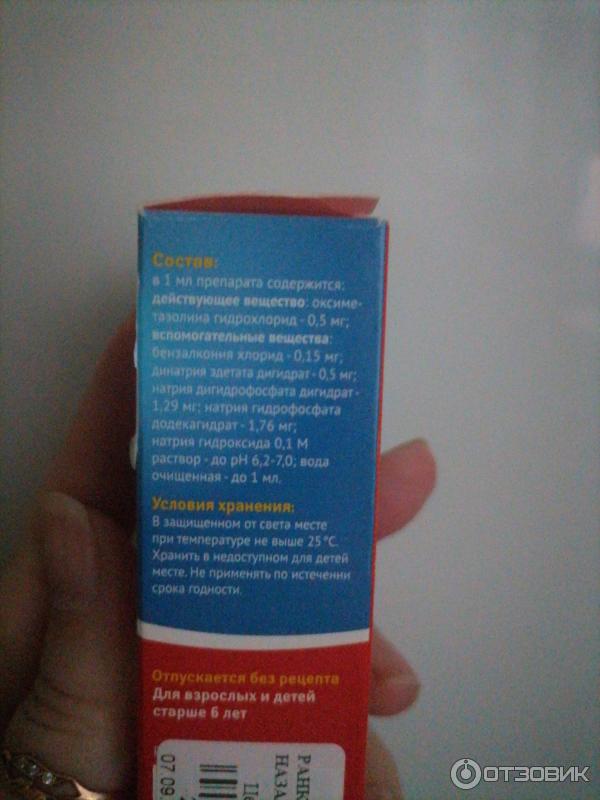 Состав:
в 1 мл препарата содержится:
действующее вещество: оксиме-
тазолина гидрохлорид - 0,5 мг;
вспомогательные вещества:
бензалкония хлорид - 0,15 мг;
динатрия эдетата дигидрат - 0,5 мг;
натрия дигидрофосфата дигидрат -
1,29 мг; натрия гидрофосфата
додекагидрат - 1,76 мг;
натрия гидроксида 0,1 М
раствор - до pH 6,2-7,0; вода
очищенная - до 1 мл.
Условия хранения:
В защищенном от света месте
при температуре не выше 25 °С.
Хранить в недоступном для детей
месте. Не применять по истечении
срока годности.
Отпускается без рецепта
Для взрослых и детей
старше 6 лет
07 09.
НАЗА
ОТЗОВИК